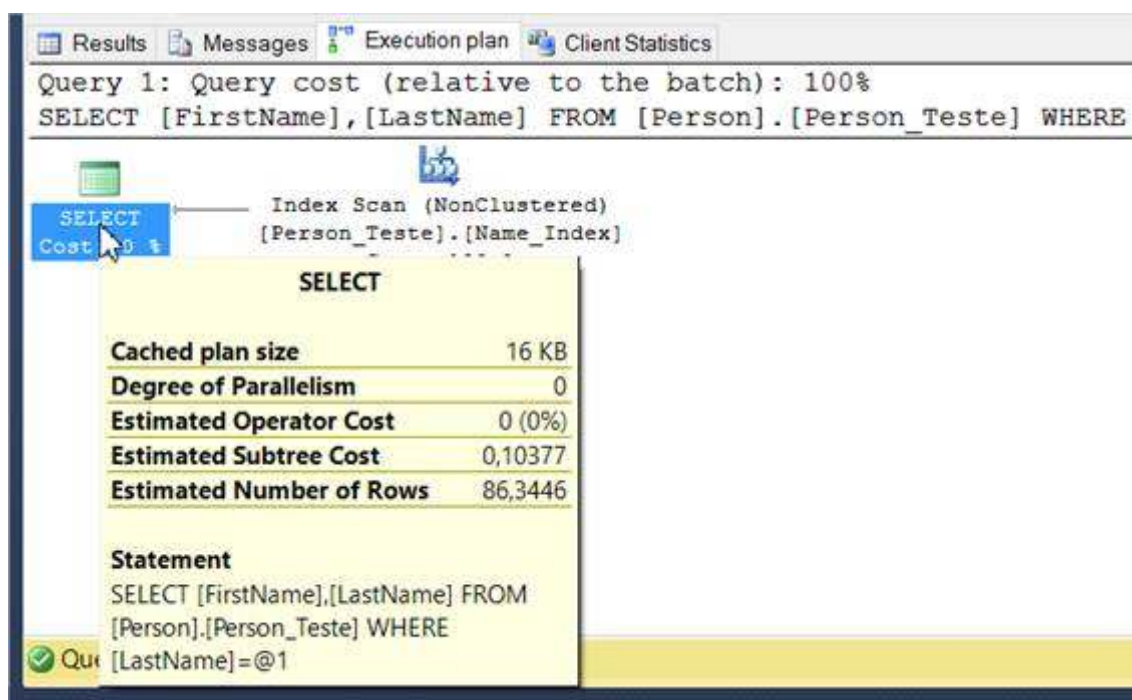 Results Messages Execution plan Client Statistics
Query 1: Query cost (relative to the batch): 100%
SELECT [FirstName],[LastName] FROM [Person].[Person_Teste] WHERE
SELECT
Cost
%
Index Scan (NonClustered)
[Person_Teste].[Name_Index]
SELECT
Cached plan size 16 KB
Degree of Parallelism 0
Estimated Operator Cost 0 (0%)
Estimated Subtree Cost 0,10377
Estimated Number of Rows 86,3446
Statement
SELECT [FirstName],[LastName] FROM
[Person].[Person_Teste] WHERE
[LastName]=@1
Que